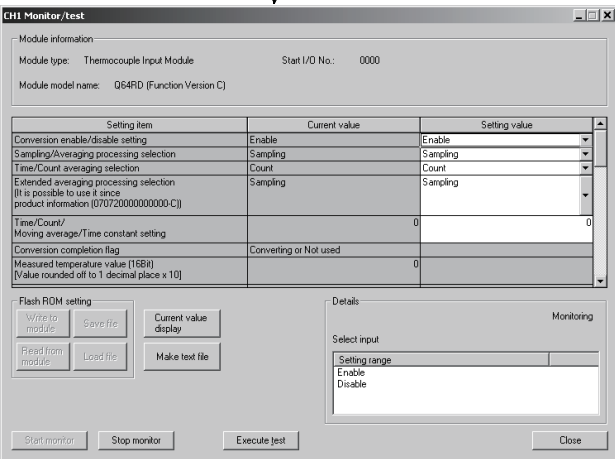 CH1 Monitor/test
Module information
Module type: Thermocouple Input Module Start I/O No.: 0000
Module model name: Q64RD (Function Version C)
Setting item Current value Setting value
Conversion enable/disable setting Enable Enable
Sampling/Averaging processing selection Sampling Sampling
Time/Count averaging selection Count Count
Extended averaging processing selection Sampling Sampling
(It is possible to use it since
product information (070720000000000-C))
Time/Count/ 0 0
Moving average/Time constant setting
Conversion completion flag Converting or Not used
Measured temperature value (16Bit) 0
[Value rounded off to 1 decimal place x 10]
Flash ROM setting
Write to
module
Save file
Current value
display
Read from
module
Load file
Make text file
Details
Monitoring
Select input
Setting range
Enable
Disable
Start monitor Stop monitor Execute test Close